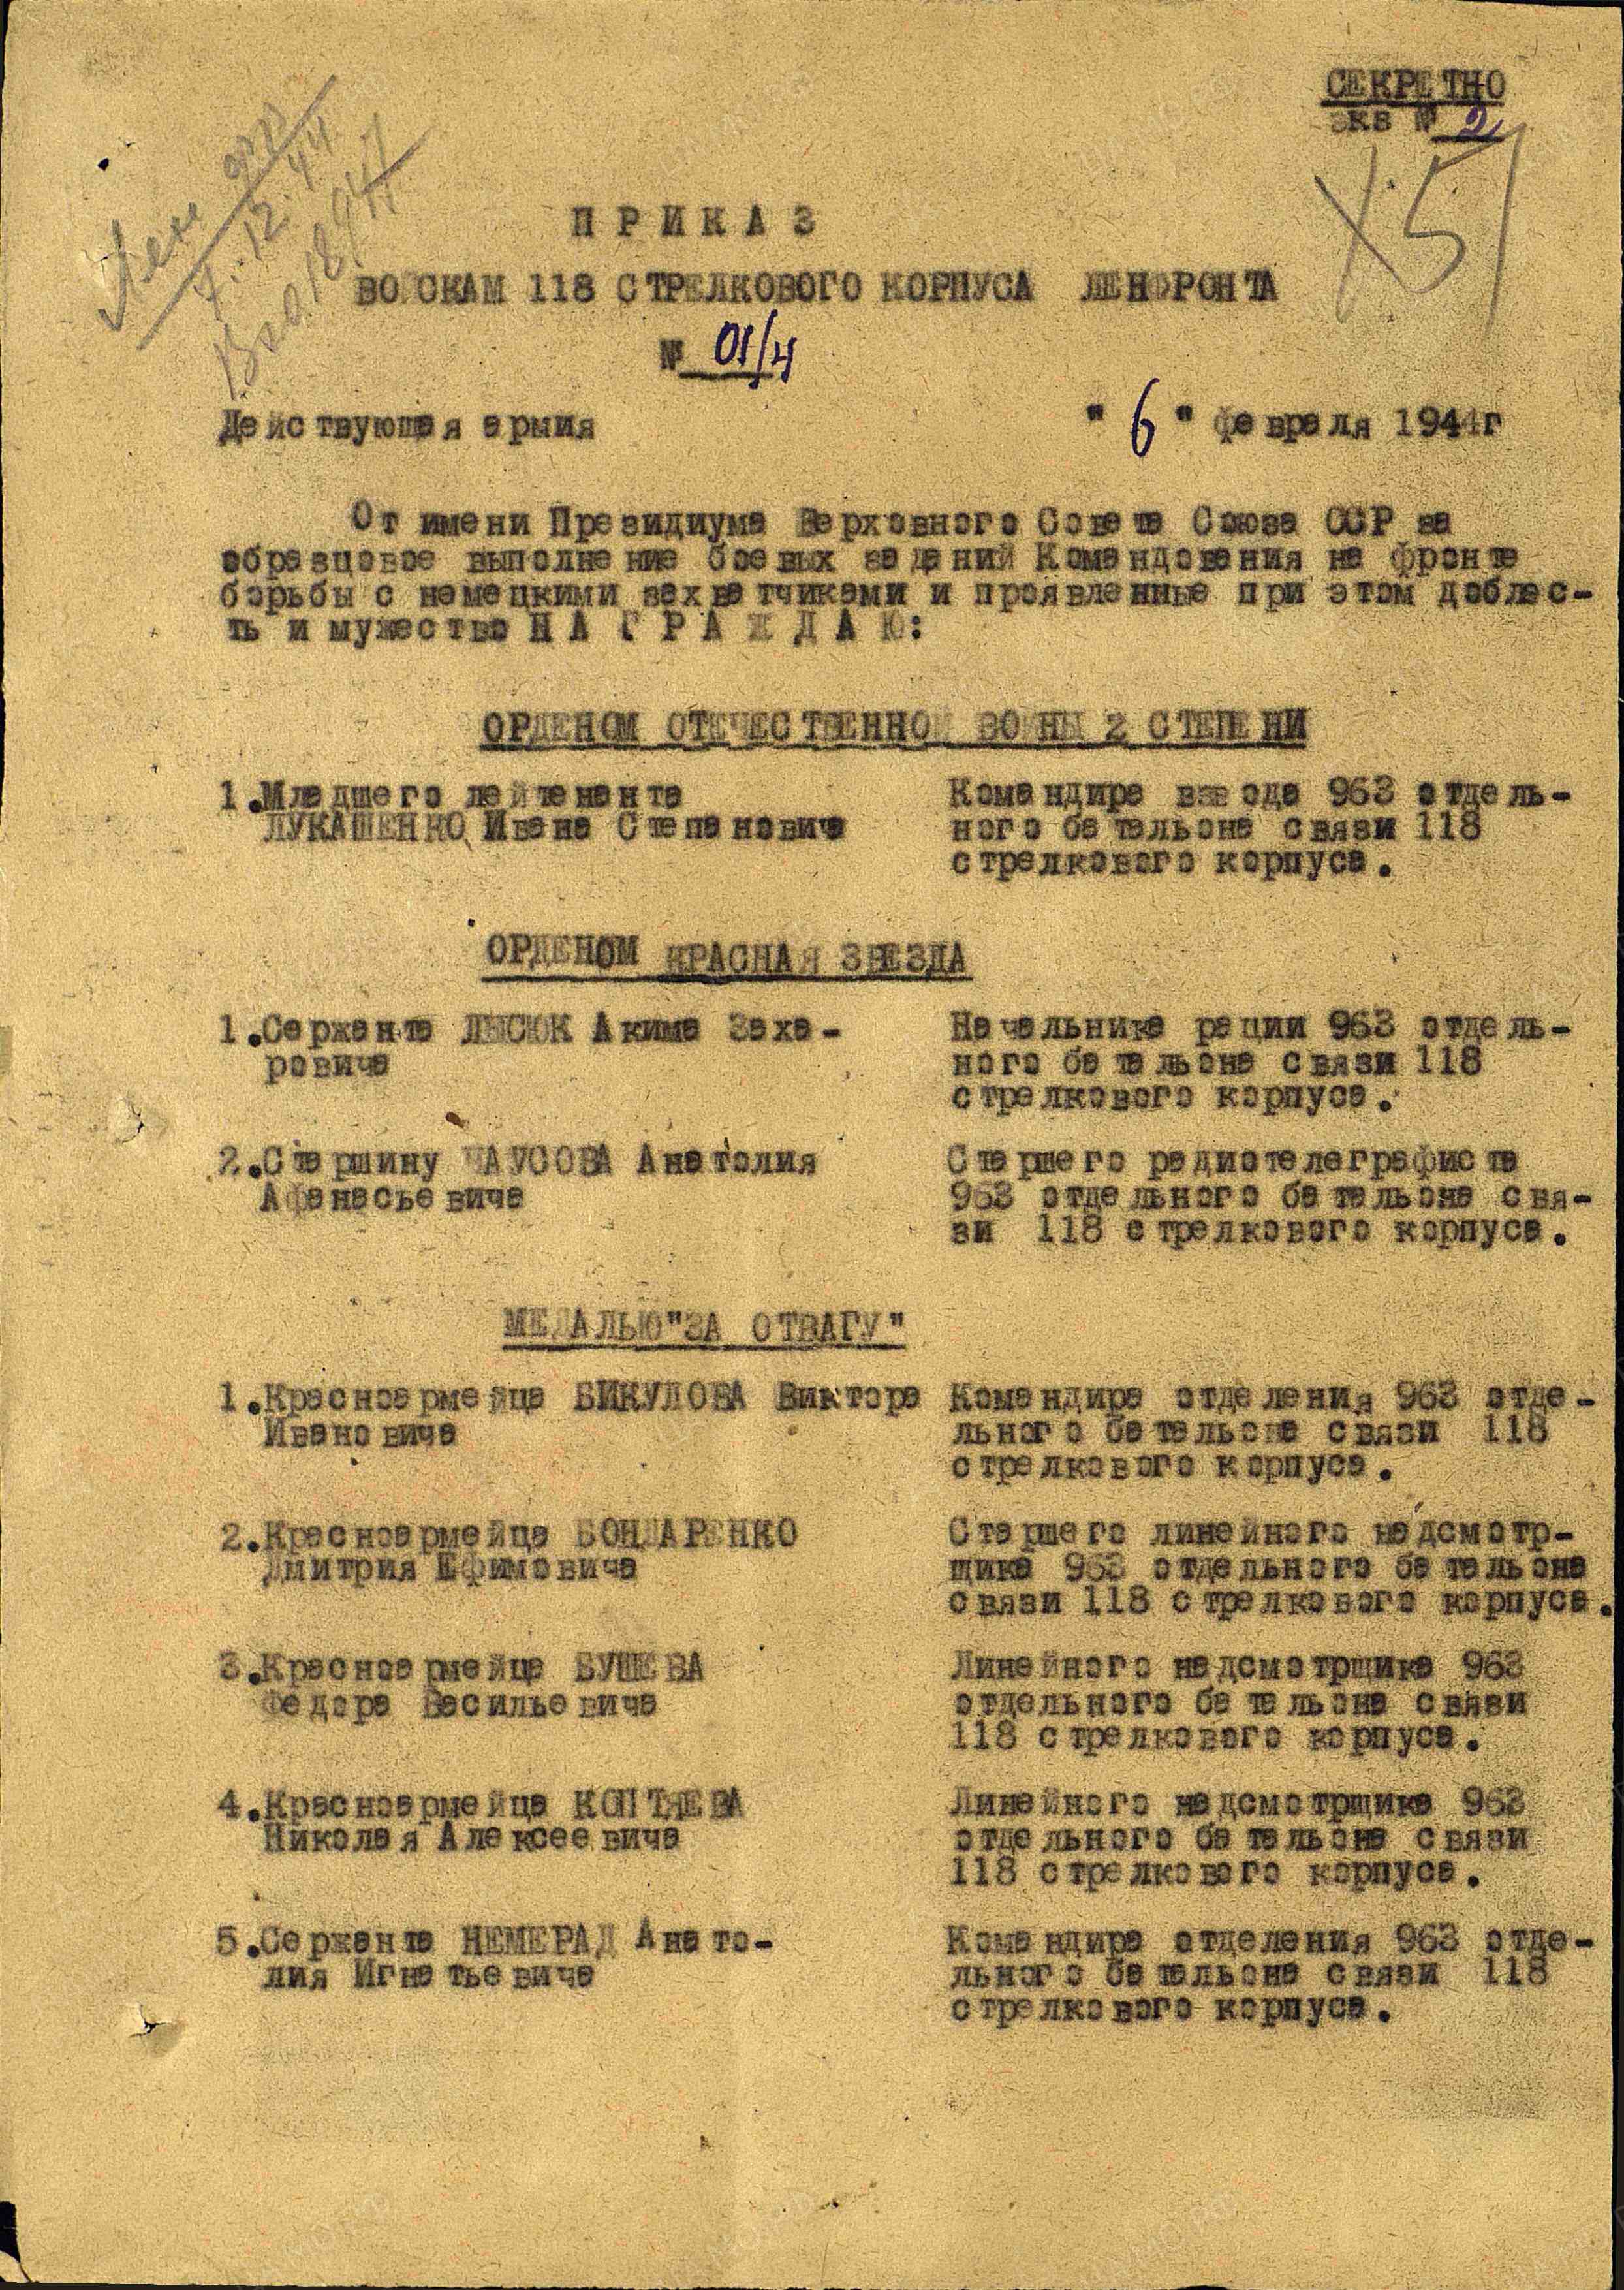 СЕКРЕТНО
экз № 2
7.12.44
ПРИКАЗ
ВОЙСКАМ 118 СТРЕЛКОВОГО КОРПУСА ЛЕНФРОНТА
№ 01/4
Действующая армия " 6 " февраля 1944г
От имени Президиума Верховного Совета Союза ССР за
образцовое выполнение боевых заданий Командования на фронте
борьбы с немецкими захватчиками и проявленные при этом доблес-
ть и мужество НАГРАЖДАЮ:
ОРДЕНОМ ОТЕЧЕСТВЕННОЙ ВОЙНЫ 2 СТЕПЕНИ
1.Младшего лейтенанта Командира взвода 963 отдель-
ЛУКАШЕНКО Ивана Степановича ного батальона связи 118
стрелкового корпуса.
ОРДЕНОМ КРАСНАЯ ЗВЕЗДА
1.Сержанта ЛЫСЮК Акима Заха- Начальника рации 963 отдель-
ровича ного батальона связи 118
стрелкового корпуса.
2.Старшину ЧАУСОВА Анатолия Старшего радиотелеграфиста
Афанасьевича 963 отдельного батальона свя-
зи 118 стрелкового корпуса.
МЕДАЛЬЮ "ЗА ОТВАГУ"
1.Красноармейца ВИКУЛОВА Виктора Командира отделения 963 отде-
Ивановича льного батальона связи 118
стрелкового корпуса.
2.Красноармейца БОНДАРЕНКО Старшего линейного надсмотр-
Дмитрия Ефимовича щика 963 отдельного батальона
связи 118 стрелкового корпуса.
3.Красноармейца БУШЕВА Линейного надсмотрщика 963
Федора Васильевича отдельного батальона связи
118 стрелкового корпуса.
4.Красноармейца КОПТЯЕВА Линейного надсмотрщика 963
Николая Алексеевича отдельного батальона связи
118 стрелкового корпуса.
5.Сержанта НЕМЕРАД Анато- Командира отделения 963 отде-
лия Игнатьевича льного батальона связи 118
стрелкового корпуса.